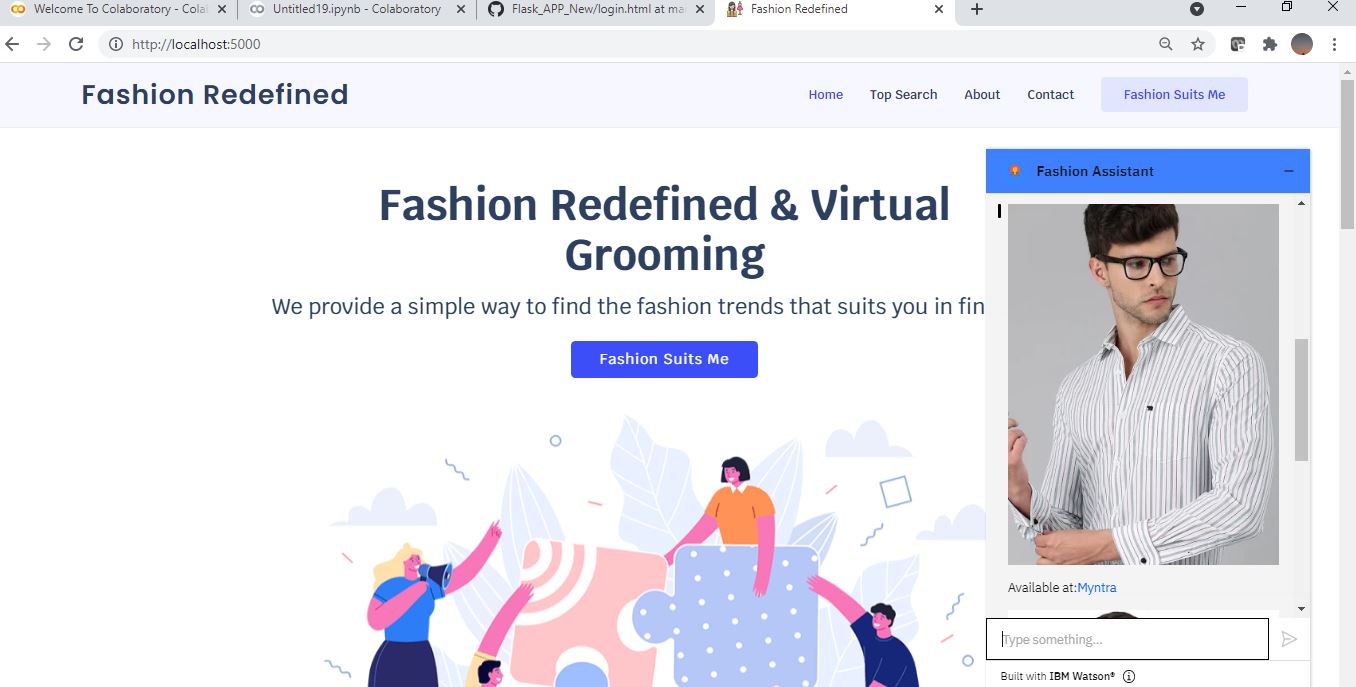 Welcome To Colaboratory - Cola
Untitled19.ipynb - Colaboratory
Flask_APP_New/login.html at ma
Fashion Redefined
http://localhost:5000
Fashion Redefined
Home
Top Search
About
Contact
Fashion Suits Me
Fashion Redefined & Virtual
Grooming
We provide a simple way to find the fashion trends that suits you in fin
Fashion Suits Me
Fashion Assistant
Available at:Myntra
Type something...
Built with IBM Watson®